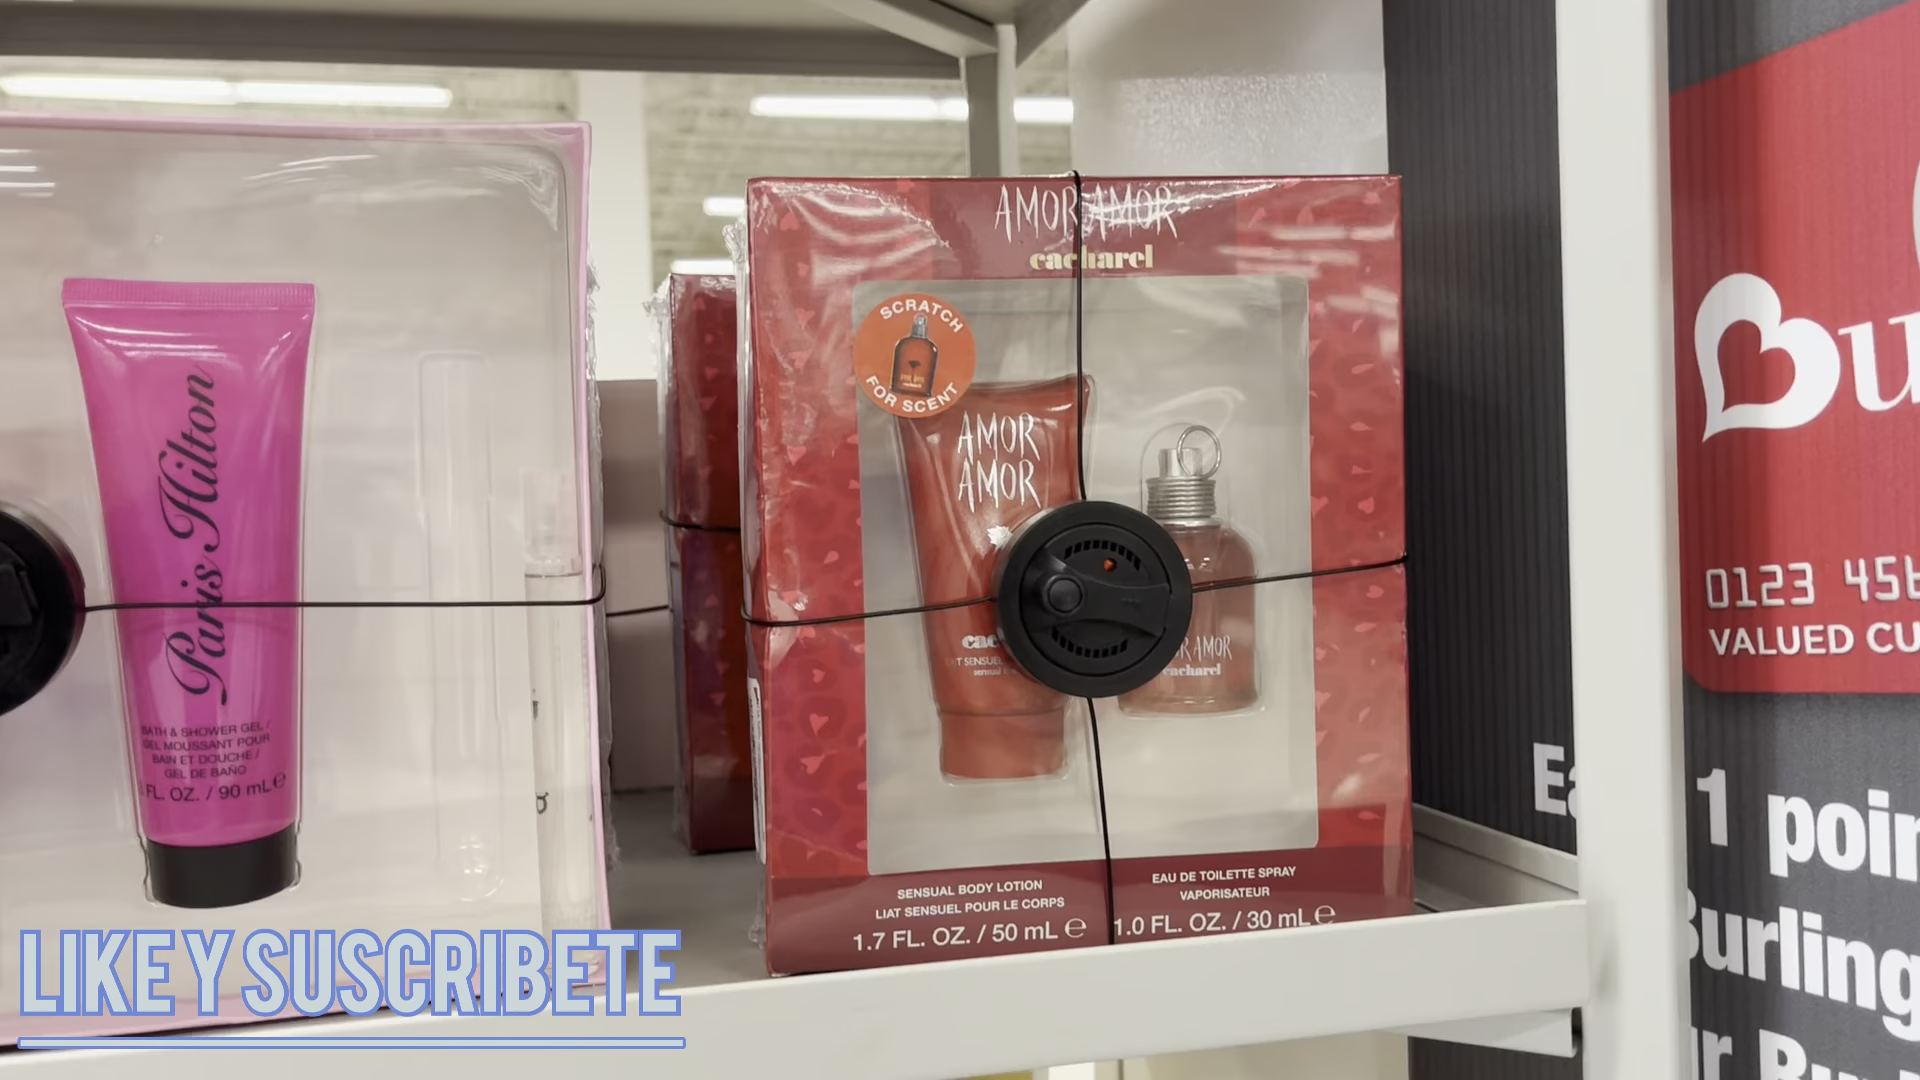 Paris Hilton
BATH & SHOWER GEL /
GEL MOUSSANT POUR
BAIN ET DOUCHE /
GEL DE BAÑO
FL. OZ. / 90 mL ℮
AMOR AMOR
cacharel
SCRATCH
FOR SCENT
AMOR
AMOR
AMOR
cacharel
SENSUAL BODY LOTION
LIAT SENSUEL POUR LE CORPS
1.7 FL. OZ. / 50 mL ℮
EAU DE TOILETTE SPRAY
VAPORISATEUR
1.0 FL. OZ. / 30 mL ℮
0123 456
VALUED CU
1 poin
Burling
LIKE Y SUSCRIBETE